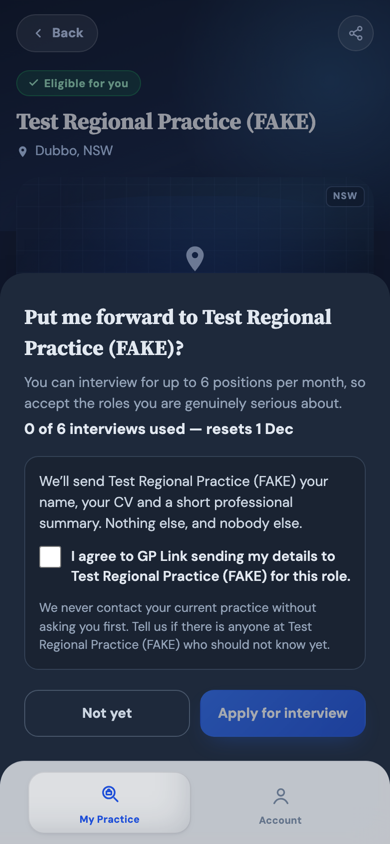 Back
Eligible for you
Test Regional Practice (FAKE)
Dubbo, NSW
NSW
Put me forward to Test Regional
Practice (FAKE)?
You can interview for up to 6 positions per month, so
accept the roles you are genuinely serious about.
0 of 6 interviews used — resets 1 Dec
We’ll send Test Regional Practice (FAKE) your
name, your CV and a short professional
summary. Nothing else, and nobody else.
I agree to GP Link sending my details to
Test Regional Practice (FAKE) for this role.
We never contact your current practice without
asking you first. Tell us if there is anyone at Test
Regional Practice (FAKE) who should not know yet.
Not yet
Apply for interview
My Practice
Account